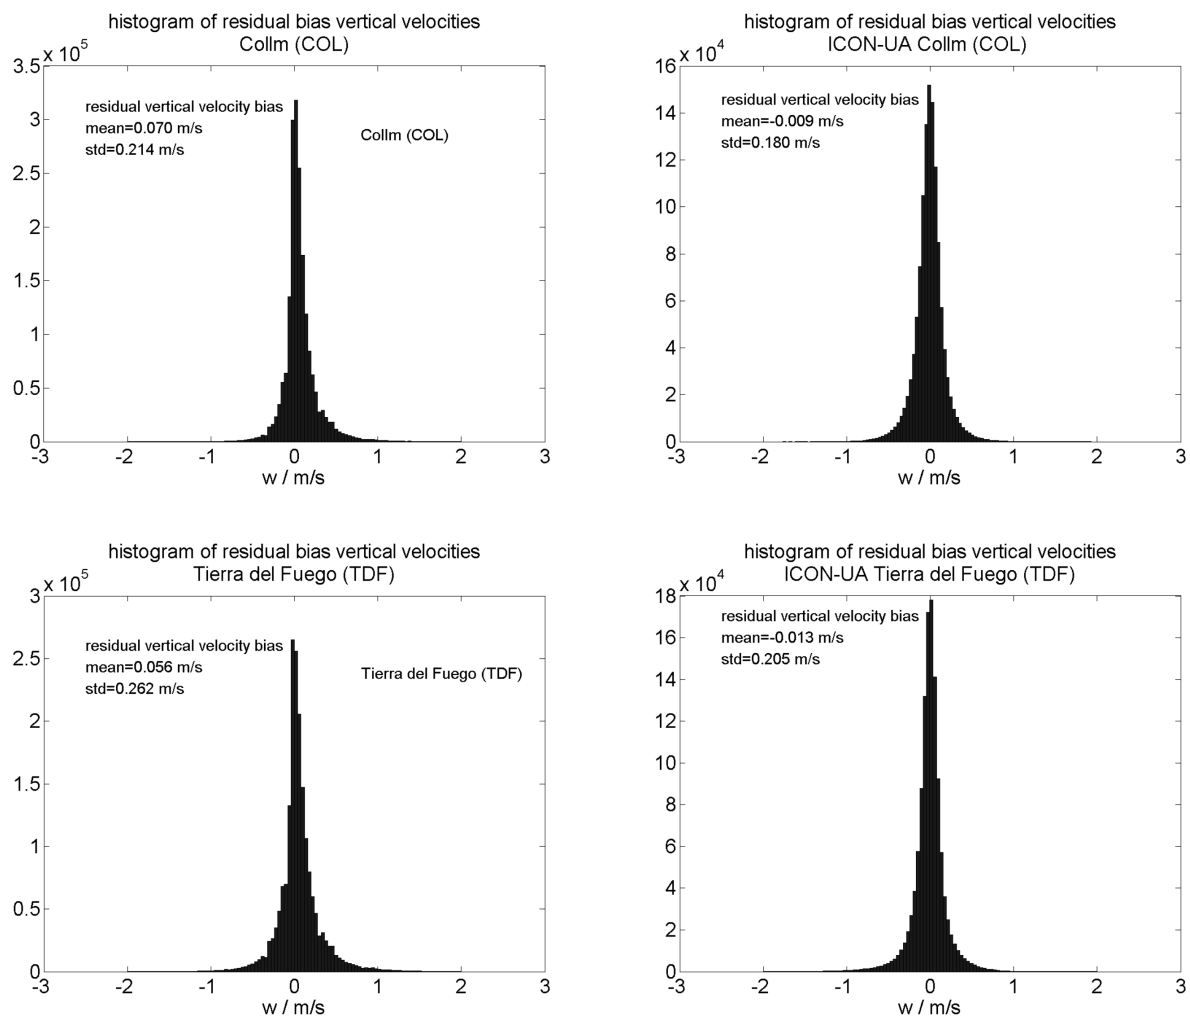 histogram of residual bias vertical velocities
Collm (COL)
x 10^5
3.5
3
2.5
2
1.5
1
0.5
0
residual vertical velocity bias
mean=0.070 m/s
std=0.214 m/s
Collm (COL)
-3 -2 -1 0 1 2 3
w / m/s
histogram of residual bias vertical velocities
ICON-UA Collm (COL)
x 10^4
16
14
12
10
8
6
4
2
0
residual vertical velocity bias
mean=-0.009 m/s
std=0.180 m/s
-3 -2 -1 0 1 2 3
w / m/s
histogram of residual bias vertical velocities
Tierra del Fuego (TDF)
x 10^5
3
2.5
2
1.5
1
0.5
0
residual vertical velocity bias
mean=0.056 m/s
std=0.262 m/s
Tierra del Fuego (TDF)
-3 -2 -1 0 1 2 3
w / m/s
histogram of residual bias vertical velocities
ICON-UA Tierra del Fuego (TDF)
x 10^4
18
16
14
12
10
8
6
4
2
0
residual vertical velocity bias
mean=-0.013 m/s
std=0.205 m/s
-3 -2 -1 0 1 2 3
w / m/s